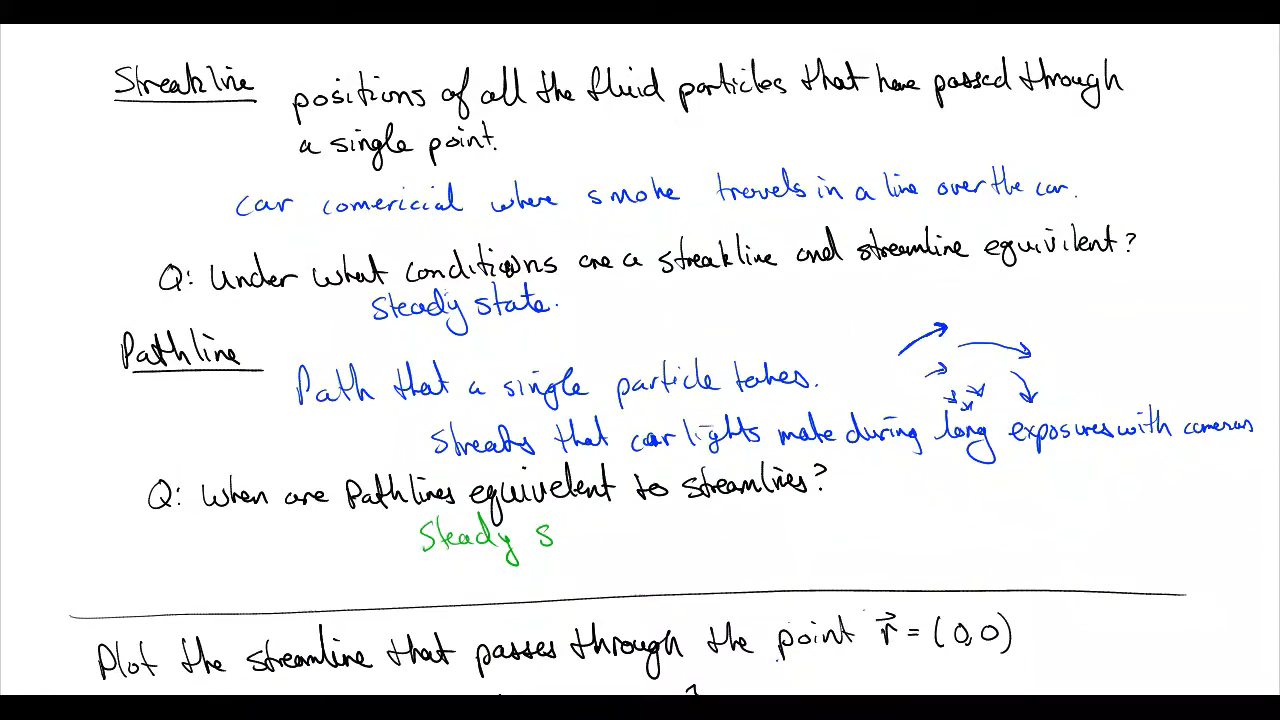 Streakline positions of all the fluid particles that have passed through
a single point.
car comericial where smoke travels in a line over the car.
Q: Under what conditions are a streakline and streamline equivilent?
Steady state.
Pathline
Path that a single particle takes.
streaks that car lights make during long exposures with cameras
Q: When are Pathlines equivelent to streamlines?
Steady s
Plot the streamline that passes through the point r⃗ = (0,0)